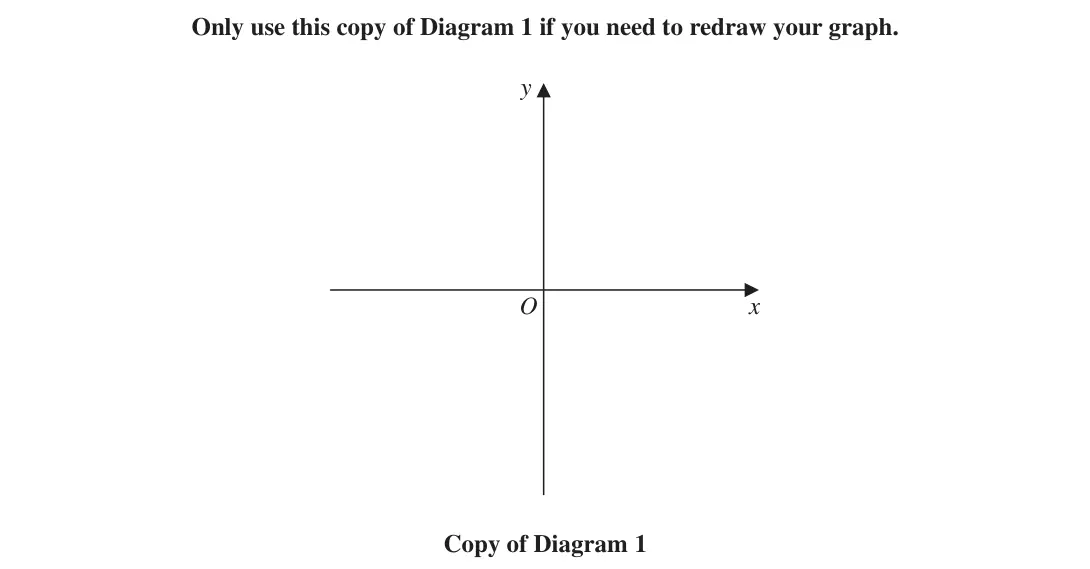 Only use this copy of Diagram 1 if you need to redraw your graph.
y
O
x
Copy of Diagram 1